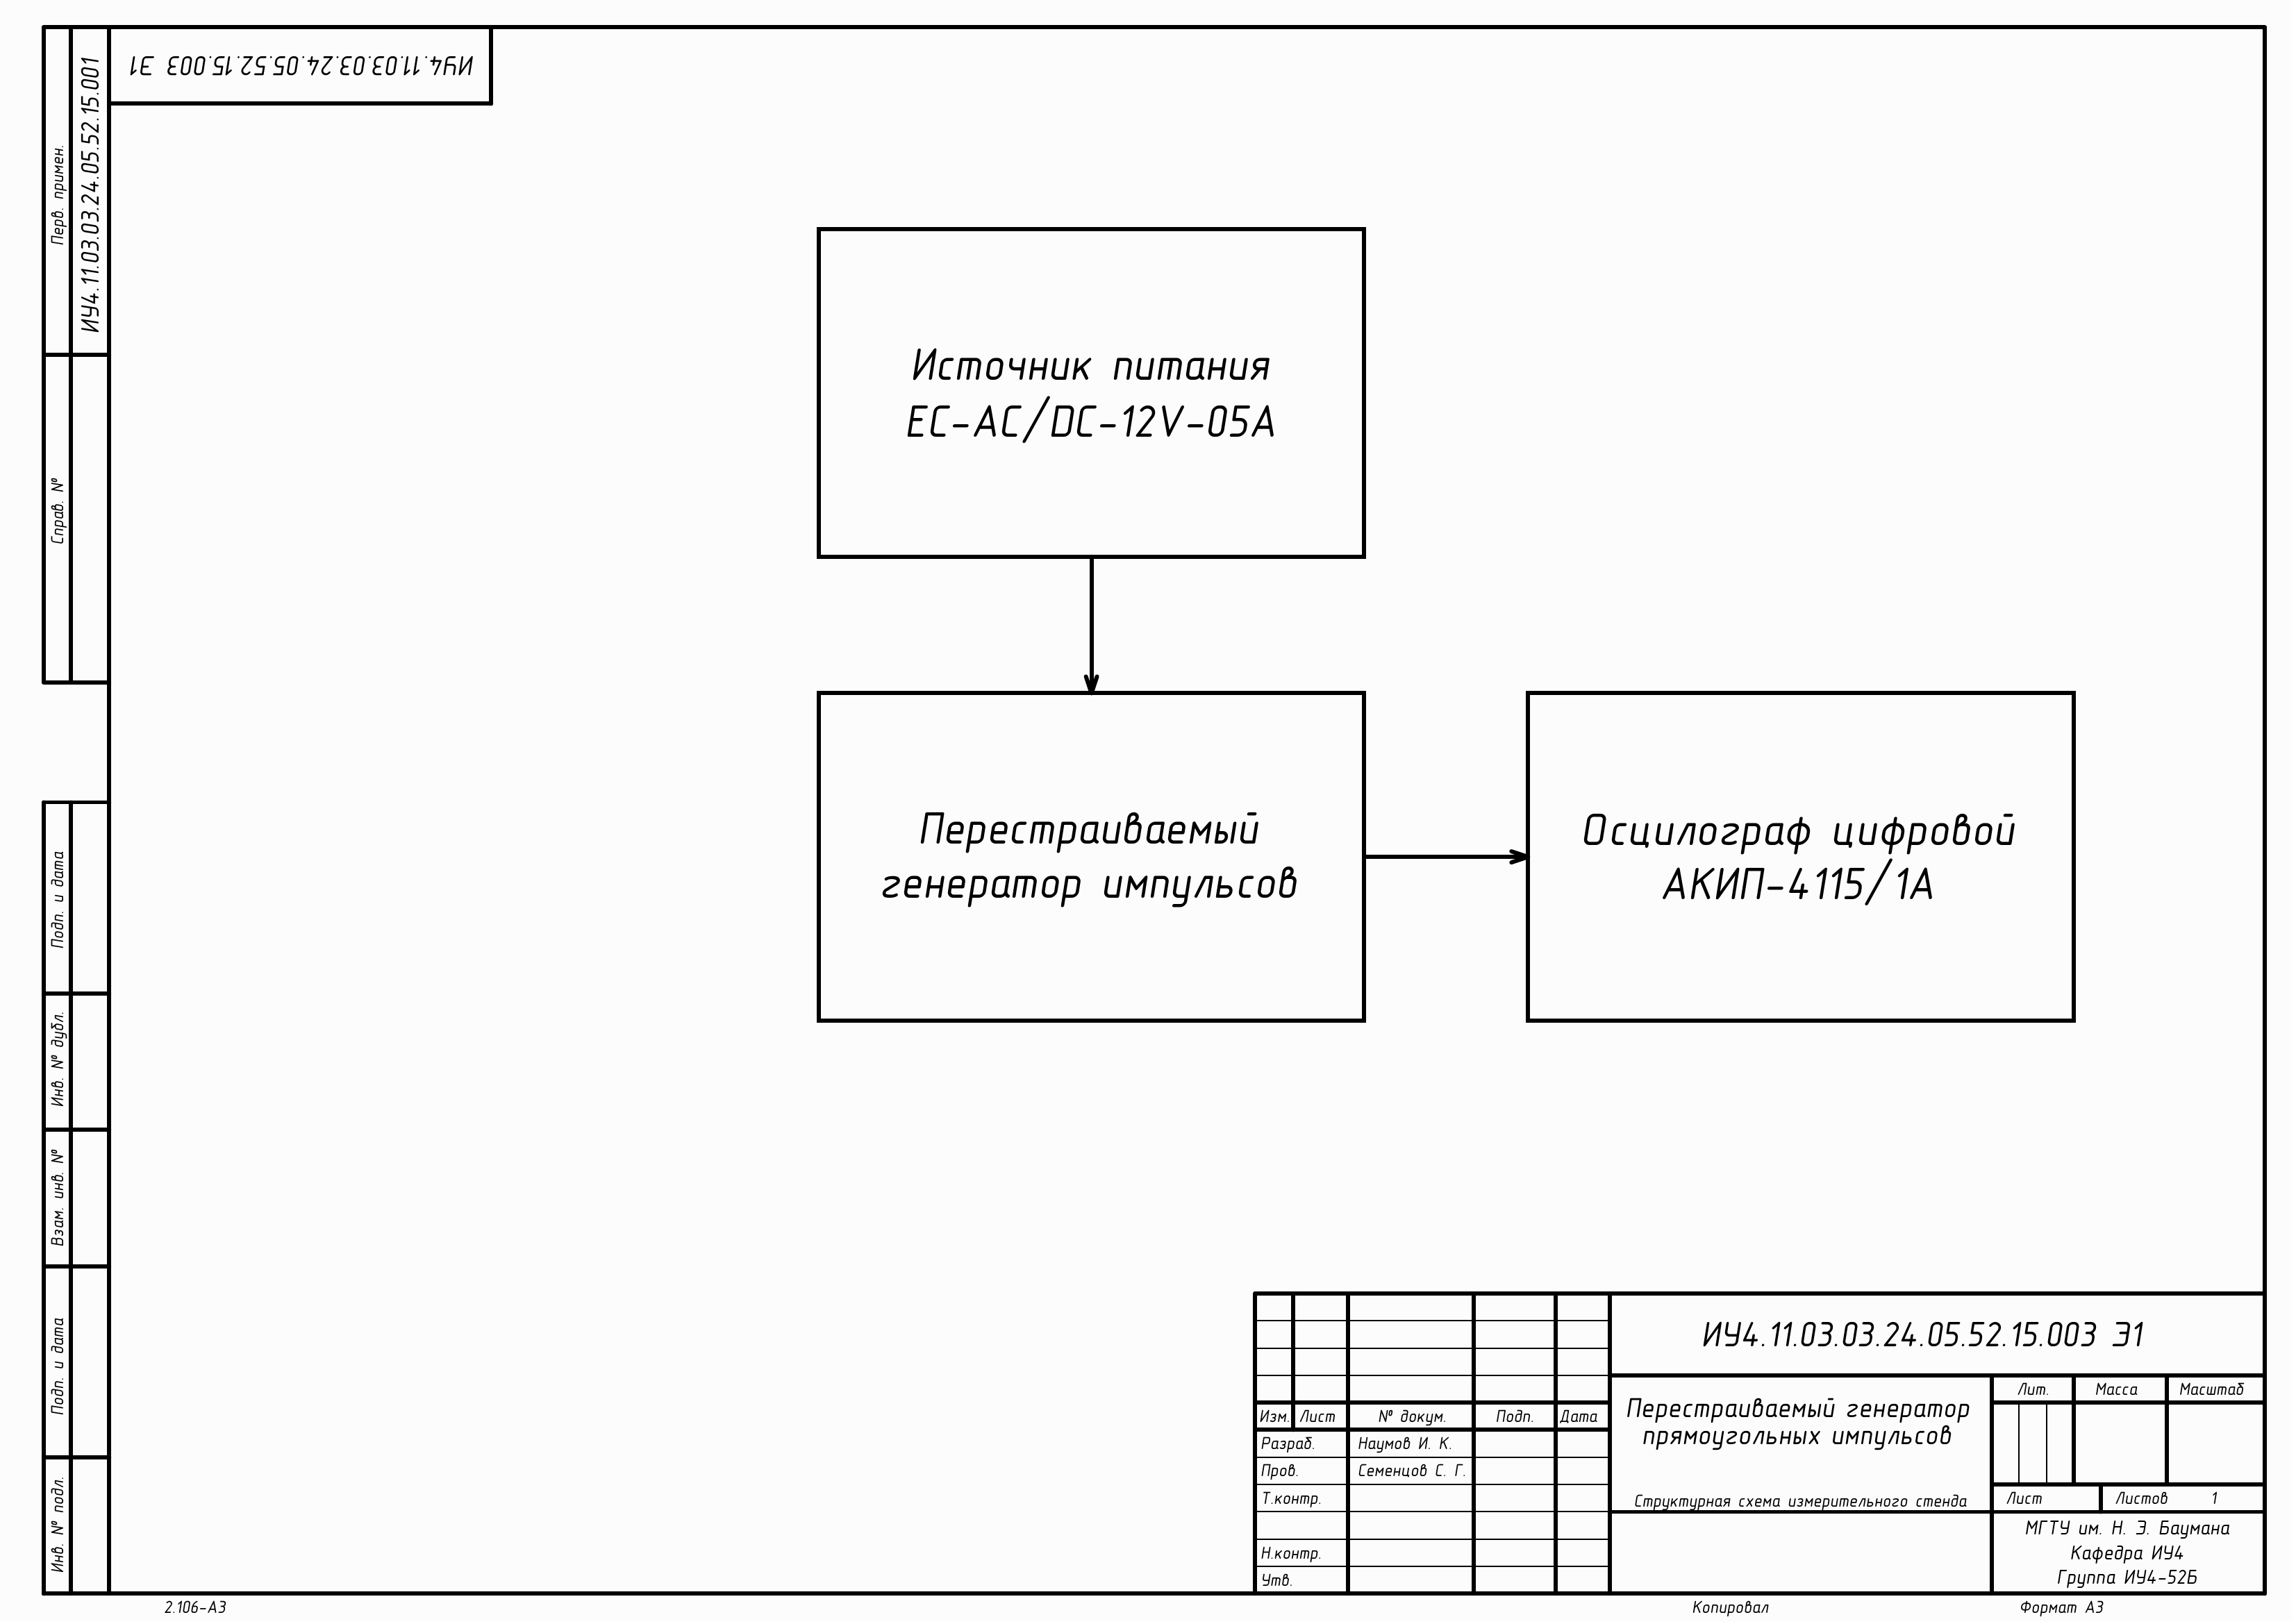 ИУ4.11.03.03.24.05.52.15.003 Э1
Перв. примен.
ИУ4.11.03.03.24.05.52.15.001
Справ. №
Подп. и дата
Инв. № дубл.
Взам. инв. №
Подп. и дата
Инв. № подл.
Источник питания
EC-AC/DC-12V-05A
Перестраиваемый
генератор импульсов
Осцилограф цифровой
АКИП-4115/1А
ИУ4.11.03.03.24.05.52.15.003 Э1
Изм. Лист № докум. Подп. Дата
Разраб. Наумов И. К.
Пров. Семенцов С. Г.
Т.контр.
Н.контр.
Утв.
Перестраиваемый генератор
прямоугольных импульсов
Структурная схема измерительного стенда
Лит. Масса Масштаб
Лист Листов 1
МГТУ им. Н. Э. Баумана
Кафедра ИУ4
Группа ИУ4-52Б
2.106-А3 Копировал Формат А3